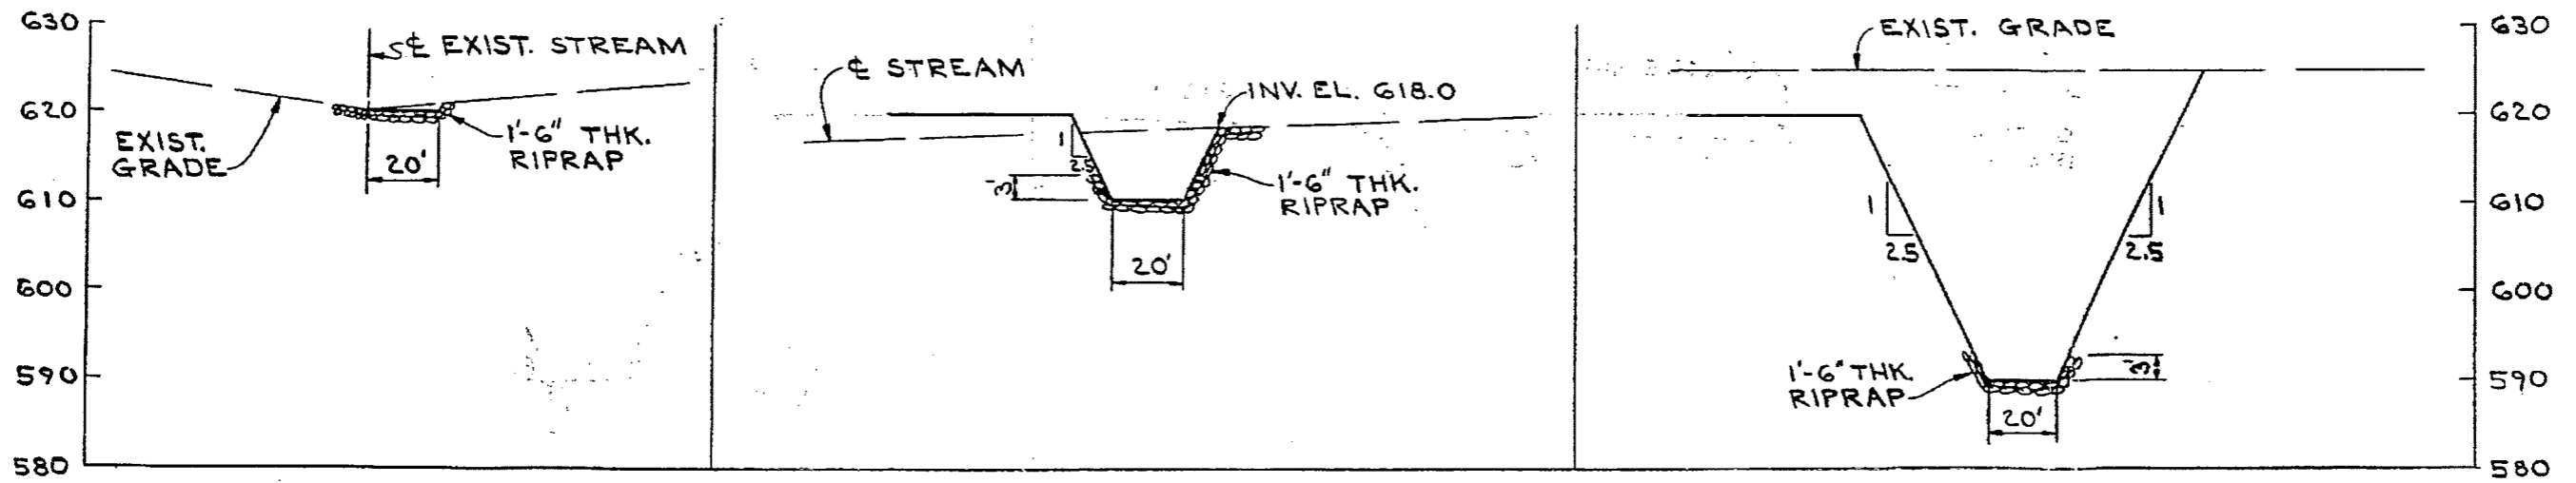 630
620
610
600
590
580
S℄ EXIST. STREAM
EXIST.
GRADE
1'-6" THK.
RIPRAP
20'
℄ STREAM
INV. EL. 618.0
1
2.5
3'
1'-6" THK.
RIPRAP
20'
EXIST. GRADE
1
2.5
1
2.5
1'-6" THK.
RIPRAP
3'
20'
630
620
610
600
590
580